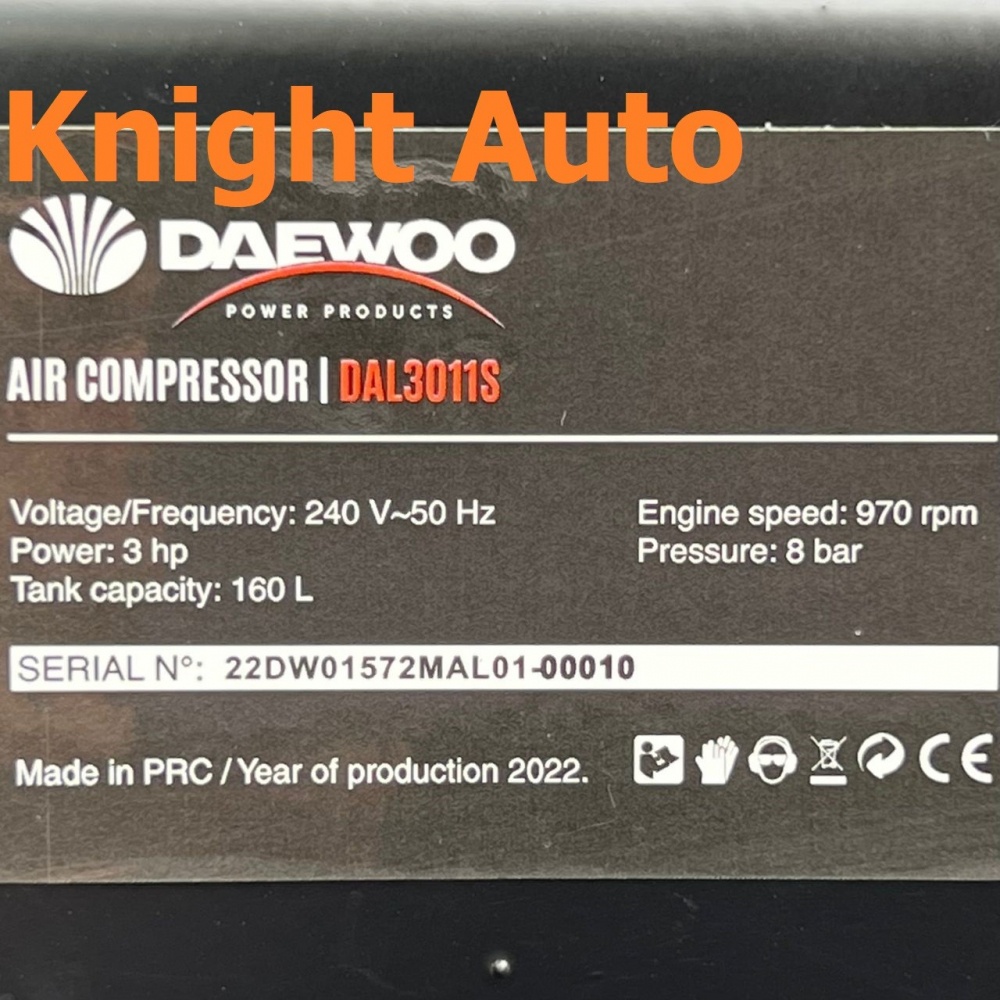 Knight Auto
DAEWOO
POWER PRODUCTS
AIR COMPRESSOR | DAL3011S
Voltage/Frequency: 240 V~50 Hz
Power: 3 hp
Tank capacity: 160 L
Engine speed: 970 rpm
Pressure: 8 bar
SERIAL N°: 22DW01572MAL01-00010
Made in PRC / Year of production 2022.
CE